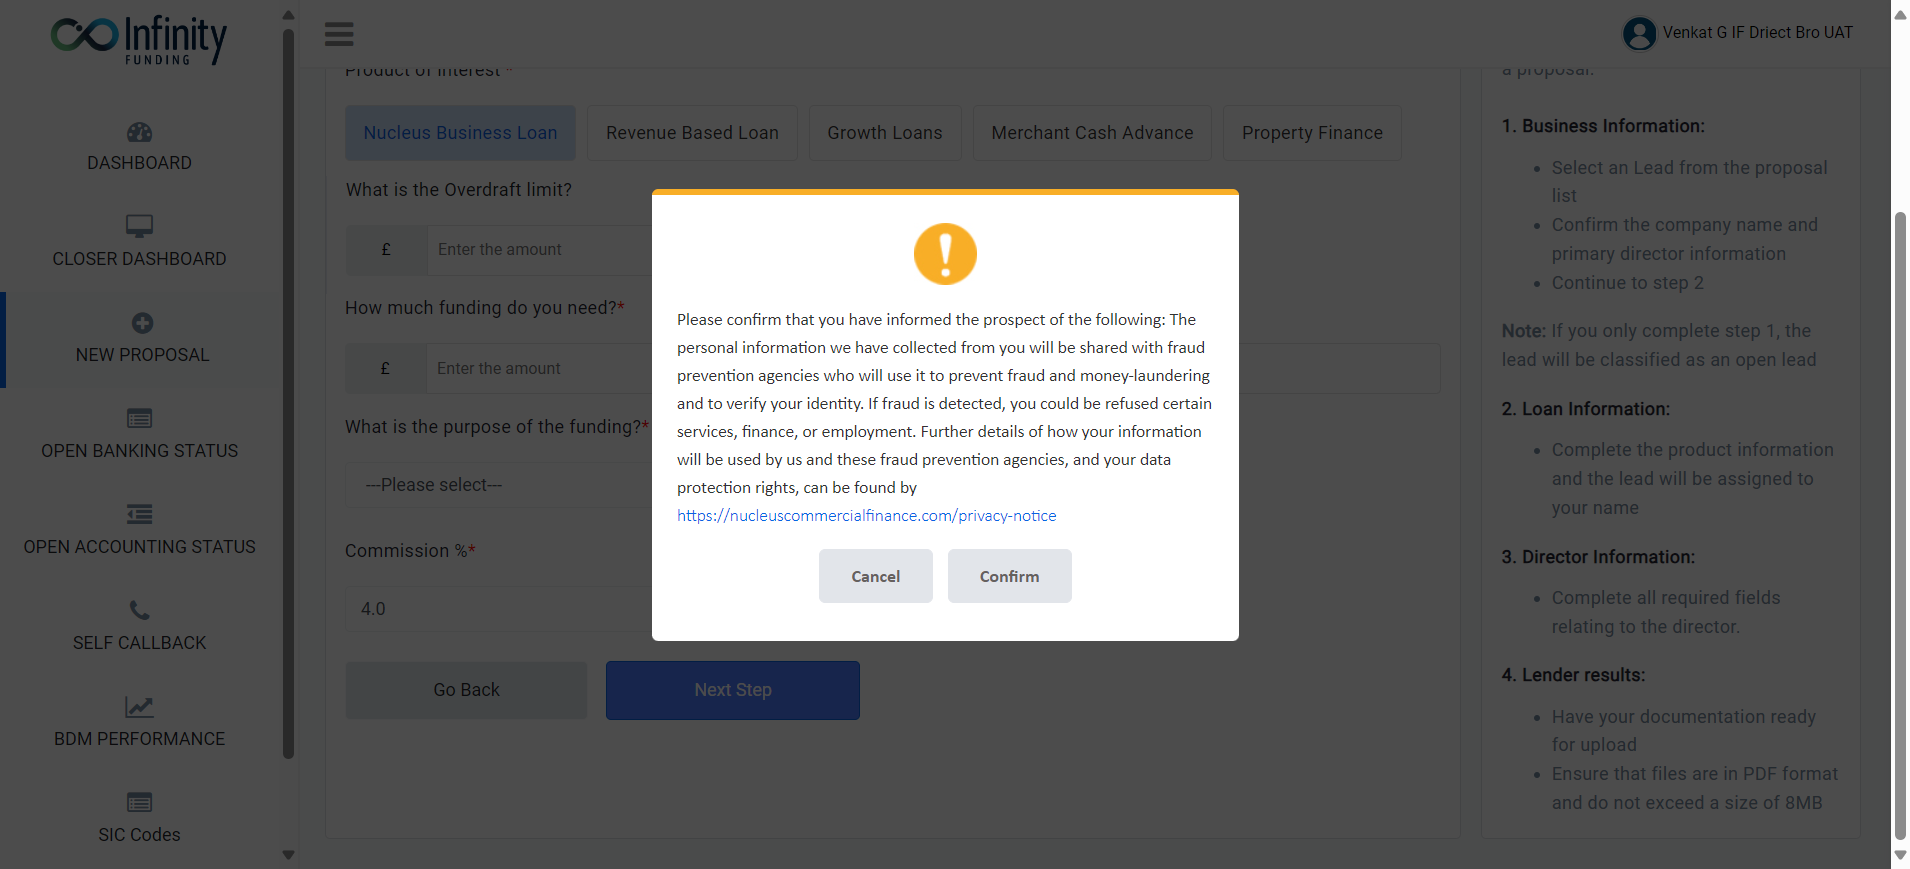 Infinity
FUNDING
DASHBOARD
CLOSER DASHBOARD
NEW PROPOSAL
OPEN BANKING STATUS
OPEN ACCOUNTING STATUS
SELF CALLBACK
BDM PERFORMANCE
SIC Codes
Venkat G IF Driect Bro UAT
Product of Interest *
Nucleus Business Loan
Revenue Based Loan
Growth Loans
Merchant Cash Advance
Property Finance
What is the Overdraft limit?
£ Enter the amount
How much funding do you need?*
£ Enter the amount
What is the purpose of the funding?*
---Please select---
Commission %*
4.0
Go Back
Next Step
Please confirm that you have informed the prospect of the following: The
personal information we have collected from you will be shared with fraud
prevention agencies who will use it to prevent fraud and money-laundering
and to verify your identity. If fraud is detected, you could be refused certain
services, finance, or employment. Further details of how your information
will be used by us and these fraud prevention agencies, and your data
protection rights, can be found by
https://nucleuscommercialfinance.com/privacy-notice
Cancel
Confirm
a proposal.
1. Business Information:
• Select an Lead from the proposal
list
• Confirm the company name and
primary director information
• Continue to step 2
Note: If you only complete step 1, the
lead will be classified as an open lead
2. Loan Information:
• Complete the product information
and the lead will be assigned to
your name
3. Director Information:
• Complete all required fields
relating to the director.
4. Lender results:
• Have your documentation ready
for upload
• Ensure that files are in PDF format
and do not exceed a size of 8MB